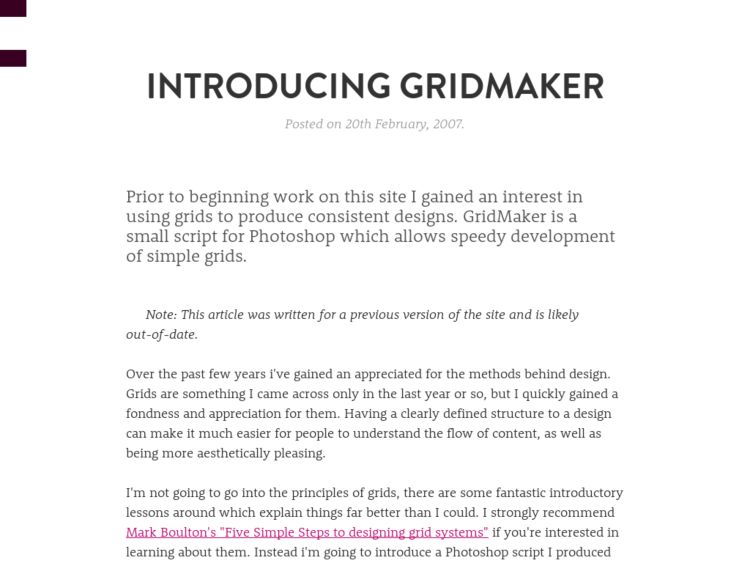 INTRODUCING GRIDMAKER
Posted on 20th February, 2007.
Prior to beginning work on this site I gained an interest in
using grids to produce consistent designs. GridMaker is a
small script for Photoshop which allows speedy development
of simple grids.
Note: This article was written for a previous version of the site and is likely
out-of-date.
Over the past few years i've gained an appreciated for the methods behind design.
Grids are something I came across only in the last year or so, but I quickly gained a
fondness and appreciation for them. Having a clearly defined structure to a design
can make it much easier for people to understand the flow of content, as well as
being more aesthetically pleasing.
I'm not going to go into the principles of grids, there are some fantastic introductory
lessons around which explain things far better than I could. I strongly recommend
Mark Boulton's "Five Simple Steps to designing grid systems" if you're interested in
learning about them. Instead i'm going to introduce a Photoshop script I produced